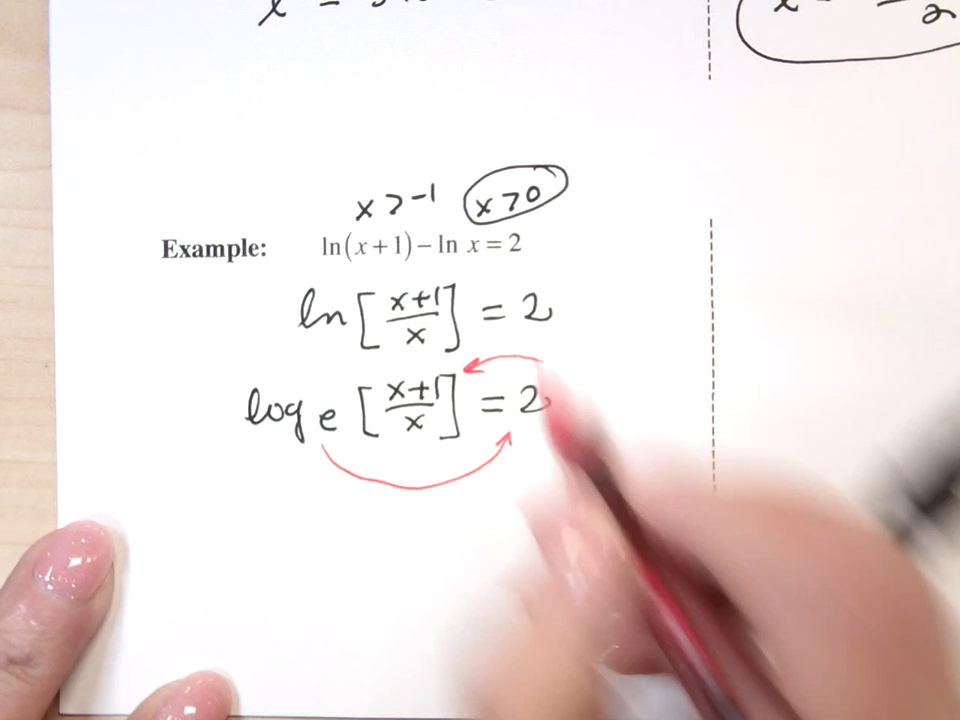 x > -1 x > 0
Example: ln(x + 1) – ln x = 2
ln [ x+1 / x ] = 2
log e [ x+1 / x ] = 2